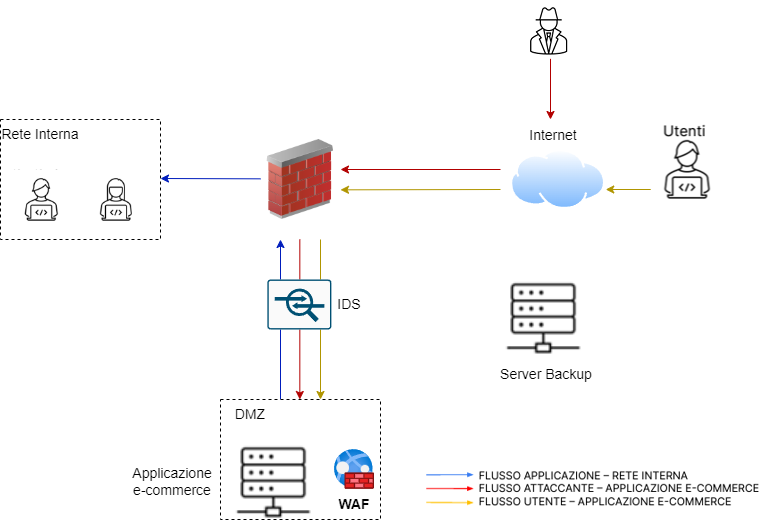 Internet
Utenti
Rete Interna
IDS
Server Backup
DMZ
Applicazione
e-commerce
WAF
FLUSSO APPLICAZIONE – RETE INTERNA
FLUSSO ATTACCANTE – APPLICAZIONE E-COMMERCE
FLUSSO UTENTE – APPLICAZIONE E-COMMERCE